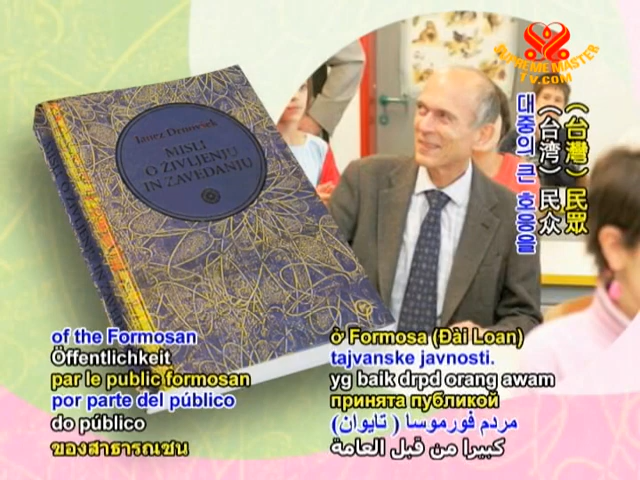 SUPREME MASTER
TV.COM
Janez Drnovšek
MISLI
O ŽIVLJENJU
IN ZAVEDANJU
(台灣) 民眾
(台湾) 民众
대중의 큰 호응을
of the Formosan
Öffentlichkeit
par le public formosan
por parte del público
do público
ของสาธารณชน
ở Formosa (Đài Loan)
tajvanske javnosti.
yg baik drpd orang awam
принята публикой
مردم فورموسا ( تايوان)
كبيرا من قبل العامة